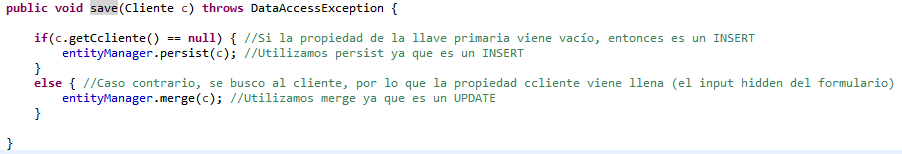 public void save(Cliente c) throws DataAccessException {
if(c.getCcliente() == null) { //Si la propiedad de la llave primaria viene vacío, entonces es un INSERT
entityManager.persist(c); //Utilizamos persist ya que es un INSERT
}
else { //Caso contrario, se busco al cliente, por lo que la propiedad ccliente viene llena (el input hidden del formulario)
entityManager.merge(c); //Utilizamos merge ya que es un UPDATE
}
}